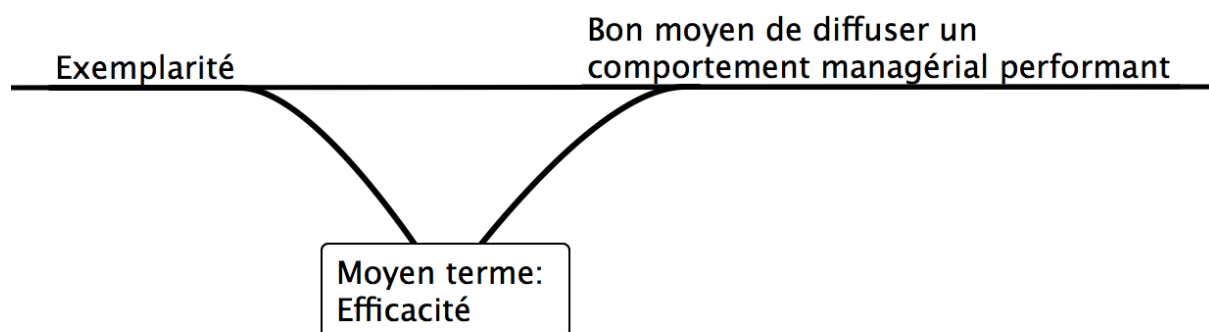 Exemplarité
Bon moyen de diffuser un
comportement managérial performant
Moyen terme:
Efficacité